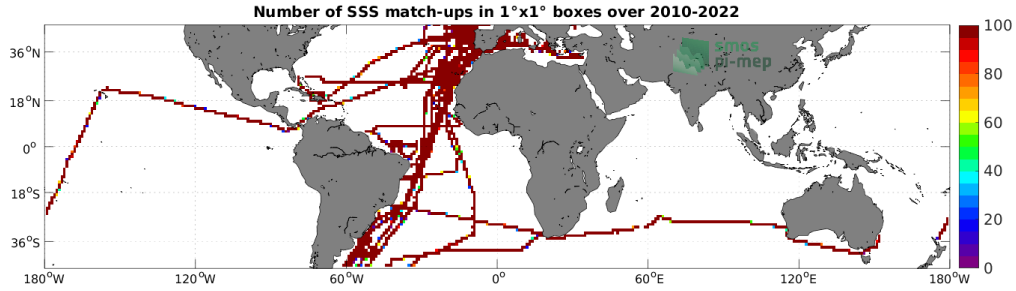 Number of SSS match-ups in 1°x1° boxes over 2010-2022
36°N
18°N
0°
18°S
36°S
180°W
120°W
60°W
0°
60°E
120°E
180°W
100
80
60
40
20
0
smos
pi-mep